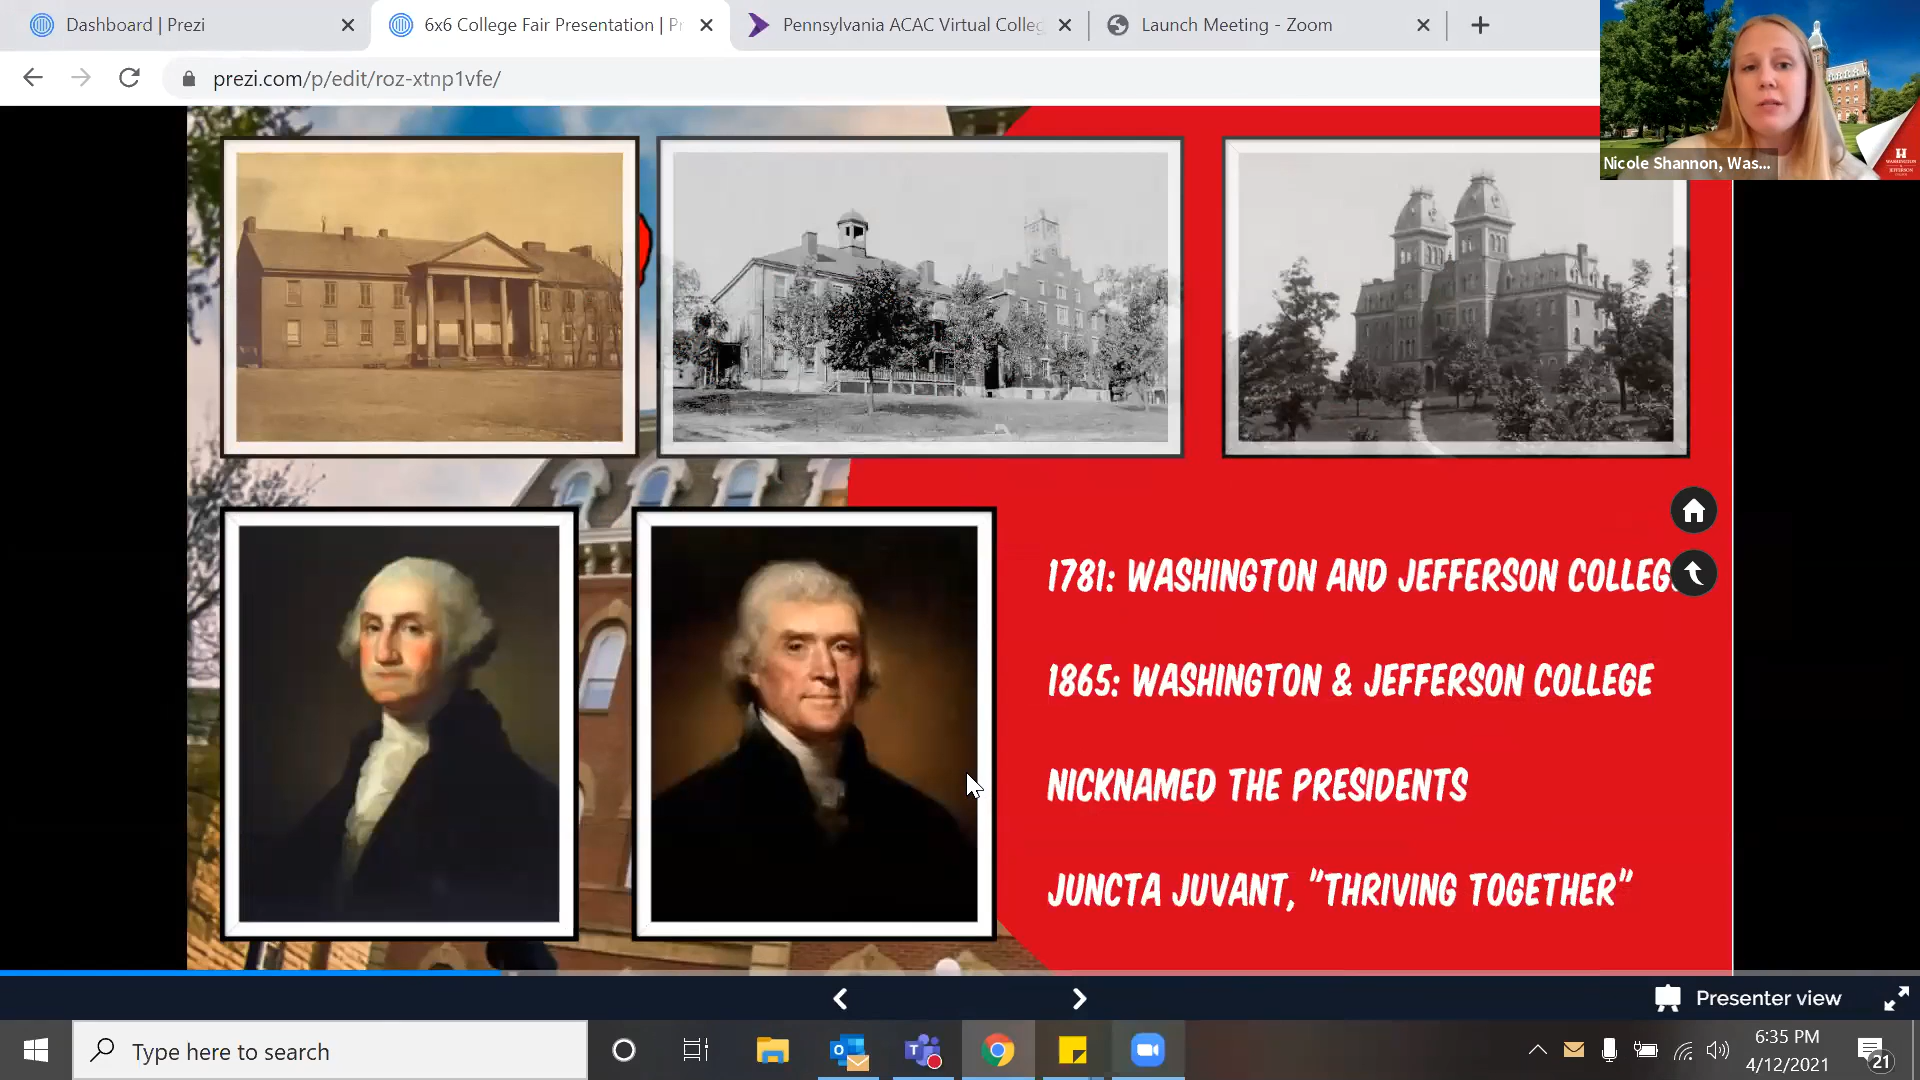 Dashboard | Prezi
6x6 College Fair Presentation | Pr
Pennsylvania ACAC Virtual Colleg
Launch Meeting - Zoom
prezi.com/p/edit/roz-xtnp1vfe/
Nicole Shannon, Was...
WASHINGTON
JEFFERSON
1781: WASHINGTON AND JEFFERSON COLLEG
1865: WASHINGTON & JEFFERSON COLLEGE
NICKNAMED THE PRESIDENTS
JUNCTA JUVANT, "THRIVING TOGETHER"
Presenter view
Type here to search
6:35 PM
4/12/2021
21